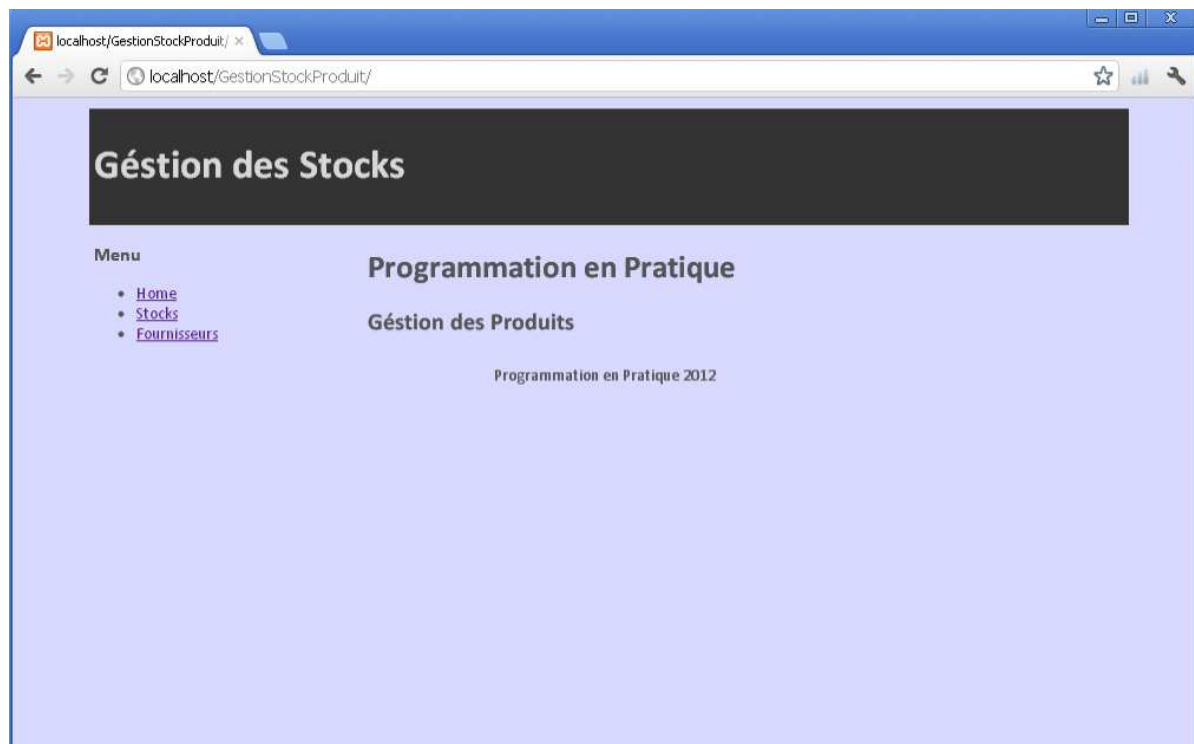 localhost/GestionStockProduit/
localhost/GestionStockProduit/
Géstion des Stocks
Menu
Home
Stocks
Fournisseurs
Programmation en Pratique
Géstion des Produits
Programmation en Pratique 2012